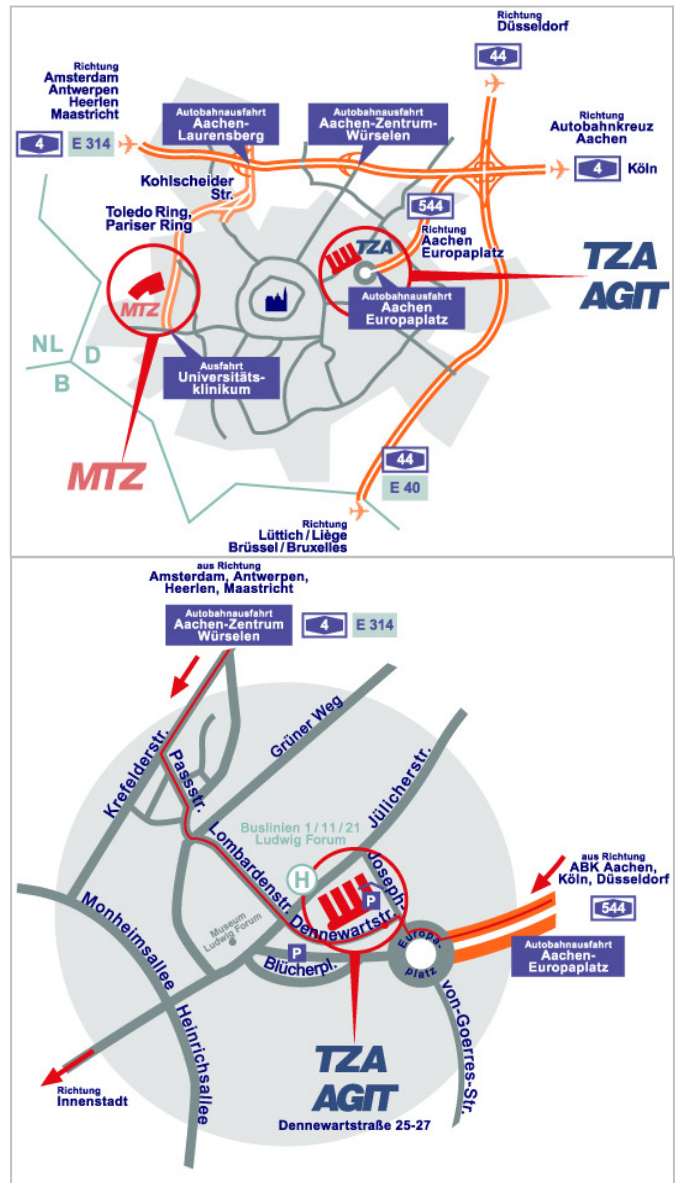 Richtung
Düsseldorf
44
Richtung
Amsterdam
Antwerpen
Heerlen
Maastricht
4
E 314
Autobahnausfahrt
Aachen-
Laurensberg
Autobahnausfahrt
Aachen-Zentrum-
Würselen
Richtung
Autobahnkreuz
Aachen
4
Köln
Kohlscheider
Str.
Toledo Ring,
Pariser Ring
544
Richtung
Aachen
Europaplatz
TZA
TZA
AGIT
MTZ
Autobahnausfahrt
Aachen
Europaplatz
NL
D
B
Ausfahrt
Universitäts-
klinikum
MTZ
44
E 40
Richtung
Lüttich / Liège
Brüssel / Bruxelles
aus Richtung
Amsterdam, Antwerpen,
Heerlen, Maastricht
Autobahnausfahrt
Aachen-Zentrum
Würselen
4
E 314
Krefelderstr.
Passstr.
Grüner Weg
Jülicherstr.
Buslinien 1 / 11 / 21
Ludwig Forum
Lombardenstr.
H
Joseph-
P
aus Richtung
ABK Aachen,
Köln, Düsseldorf
544
Autobahnausfahrt
Aachen-
Europaplatz
Monheimsallee
Museum
Ludwig Forum
Dennewartstr.
P
Blücherpl.
Europa-
platz
von-Goerres-Str.
Heinrichsallee
TZA
AGIT
Dennewartstraße 25-27
Richtung
Innenstadt